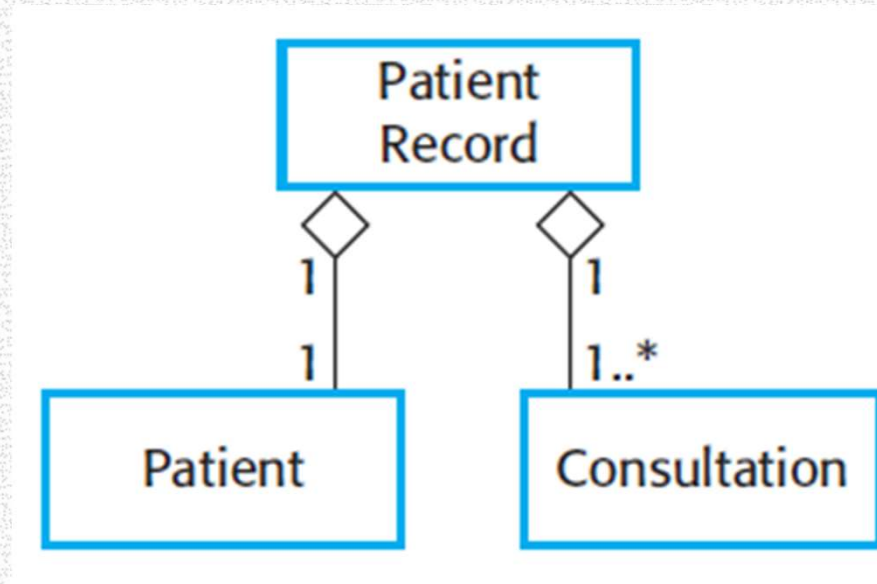 Patient
Record
1
1
1
1..*
Patient
Consultation